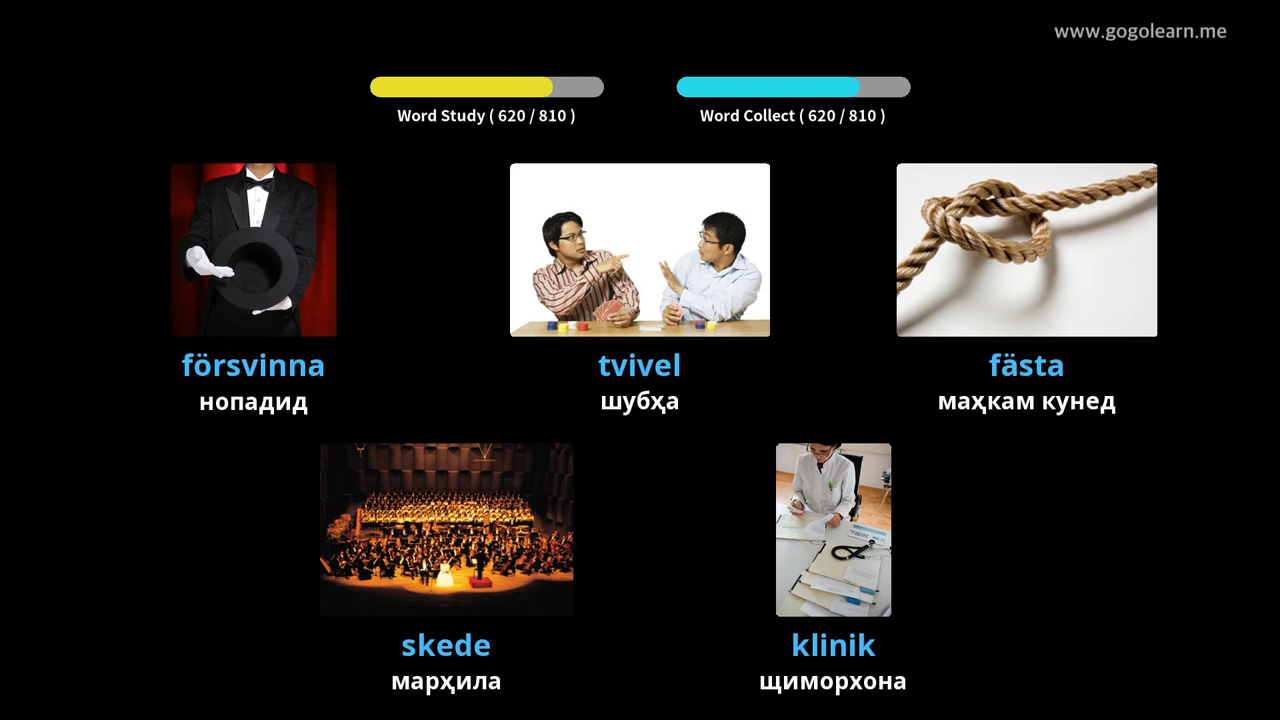 www.gogolearn.me
Word Study ( 620 / 810 )
Word Collect ( 620 / 810 )
försvinna
нопадид
tvivel
шубҳа
fästa
маҳкам кунед
skede
марҳила
klinik
щиморхона